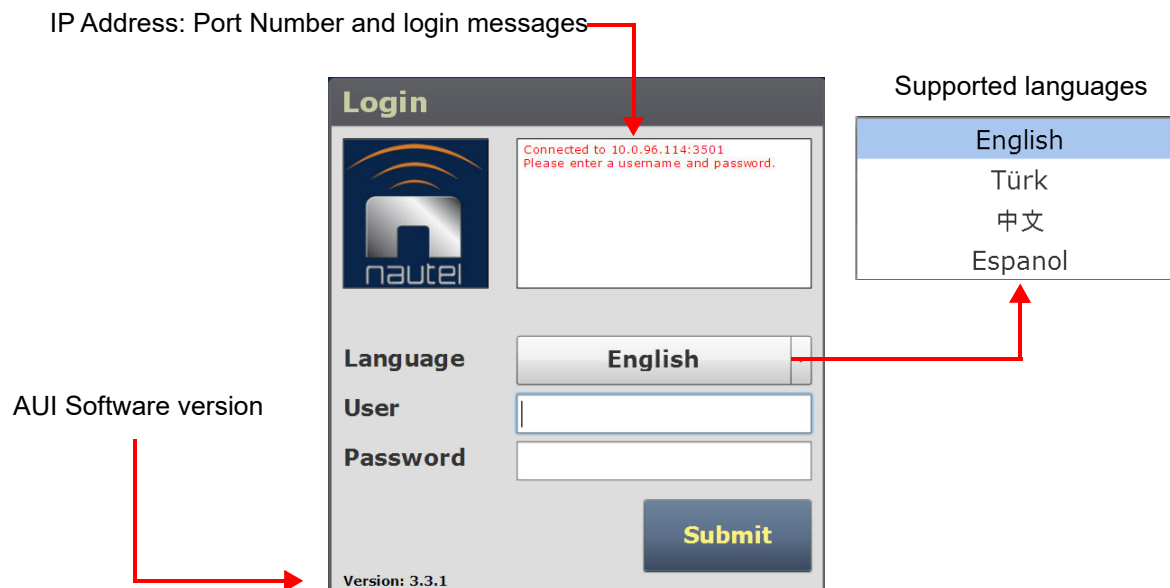 IP Address: Port Number and login messages
Supported languages
Login
Connected to 10.0.96.114:3501
Please enter a username and password.
nautel
English
Türk
中文
Espanol
Language
English
AUI Software version
User
Password
Submit
Version: 3.3.1